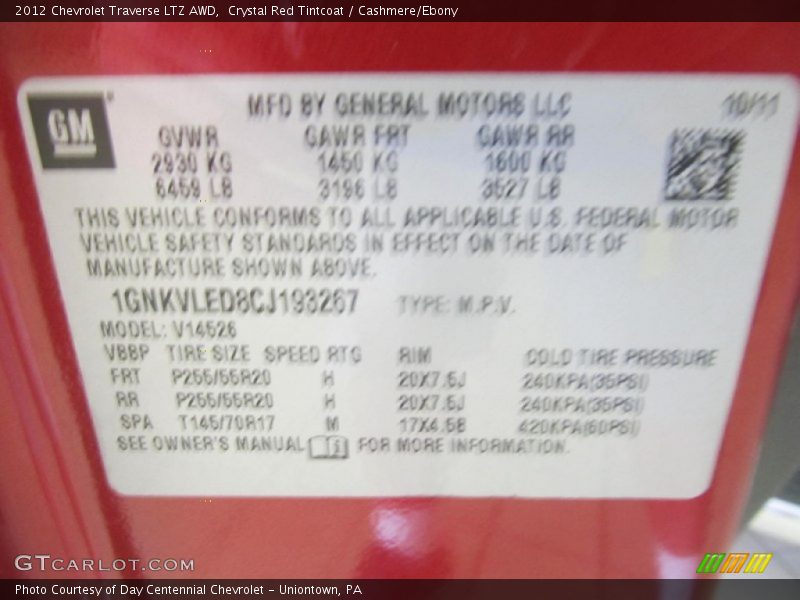 2012 Chevrolet Traverse LTZ AWD,  Crystal Red Tintcoat / Cashmere/Ebony
GM
MFD BY GENERAL MOTORS LLC 10/11
GVWR GAWR FRT GAWR RR
2930 KG 1450 KG 1600 KG
6459 LB 3196 LB 3527 LB
THIS VEHICLE CONFORMS TO ALL APPLICABLE U.S. FEDERAL MOTOR
VEHICLE SAFETY STANDARDS IN EFFECT ON THE DATE OF
MANUFACTURE SHOWN ABOVE.
1GNKVLED8CJ193267 TYPE: M.P.V.
MODEL: V14526
TIRE SIZE SPEED RTG RIM COLD TIRE PRESSURE
FRT P255/55R20 H 20X7.5J 240KPA(35PSI)
RR P255/55R20 H 20X7.5J 240KPA(35PSI)
SPA T145/70R17 M 17X4.5B 420KPA(60PSI)
SEE OWNER'S MANUAL FOR MORE INFORMATION.
GTCARLOT.COM
Photo Courtesy of Day Centennial Chevrolet - Uniontown, PA